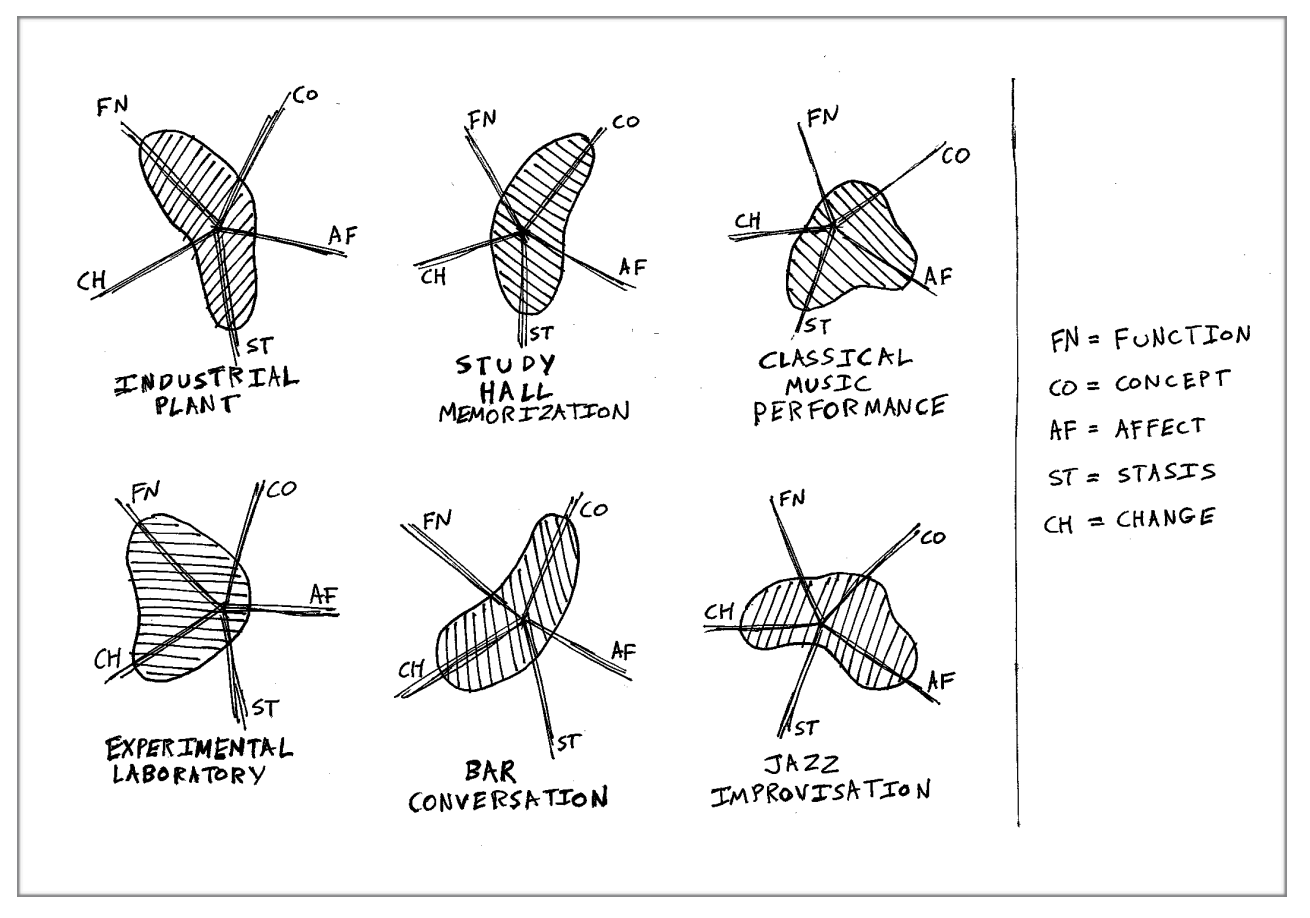 FN
CO
AF
CH
ST
INDUSTRIAL
PLANT
FN
CO
CH
AF
ST
STUDY
HALL
MEMORIZATION
FN
CO
CH
AF
ST
CLASSICAL
MUSIC
PERFORMANCE
FN
CO
AF
CH
ST
EXPERIMENTAL
LABORATORY
FN
CO
AF
CH
ST
BAR
CONVERSATION
FN
CO
CH
AF
ST
JAZZ
IMPROVISATION
FN = FUNCTION
CO = CONCEPT
AF = AFFECT
ST = STASIS
CH = CHANGE